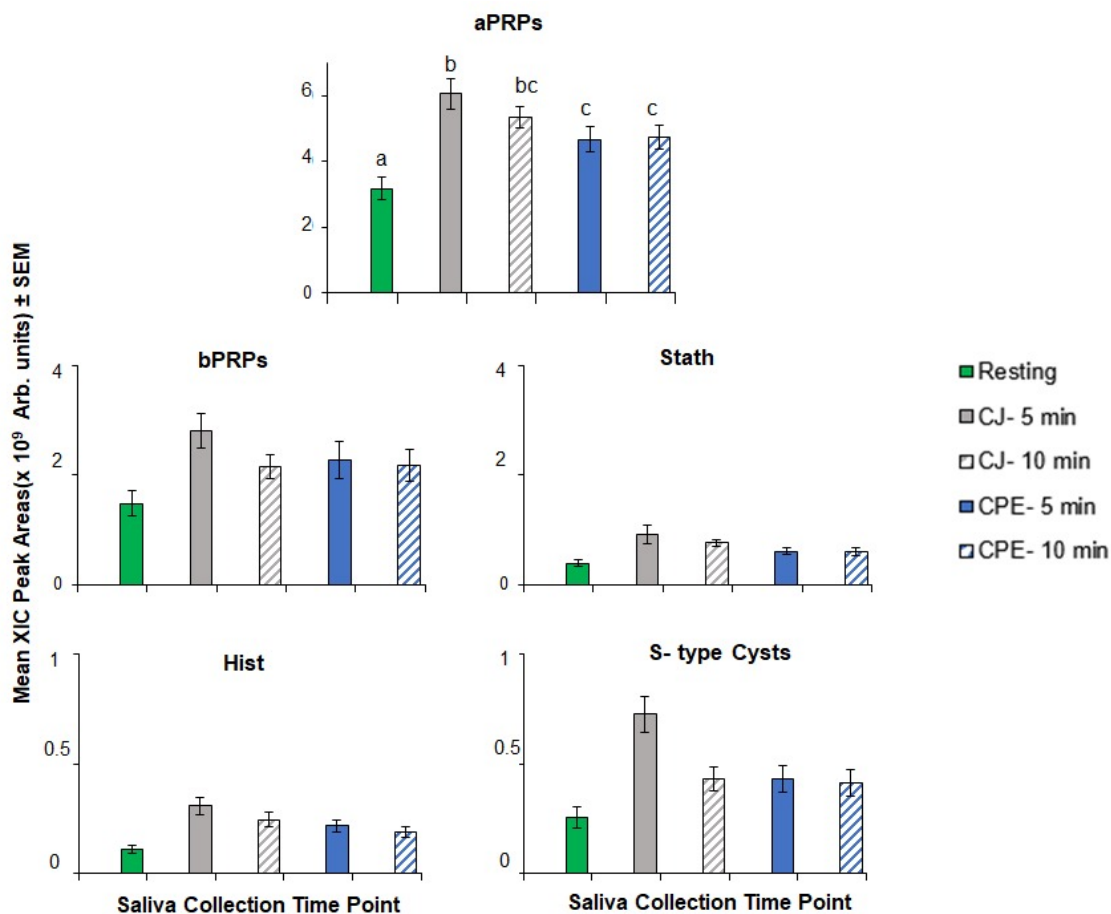 aPRPs
6
4
2
0
a
b
bc
c
c
Mean XIC Peak Areas(x 10⁹ Arb. units) ± SEM
bPRPs
4
2
0
Stath
4
2
0
Resting
CJ- 5 min
CJ- 10 min
CPE- 5 min
CPE- 10 min
Hist
1
0.5
0
S- type Cysts
1
0.5
0
Saliva Collection Time Point
Saliva Collection Time Point